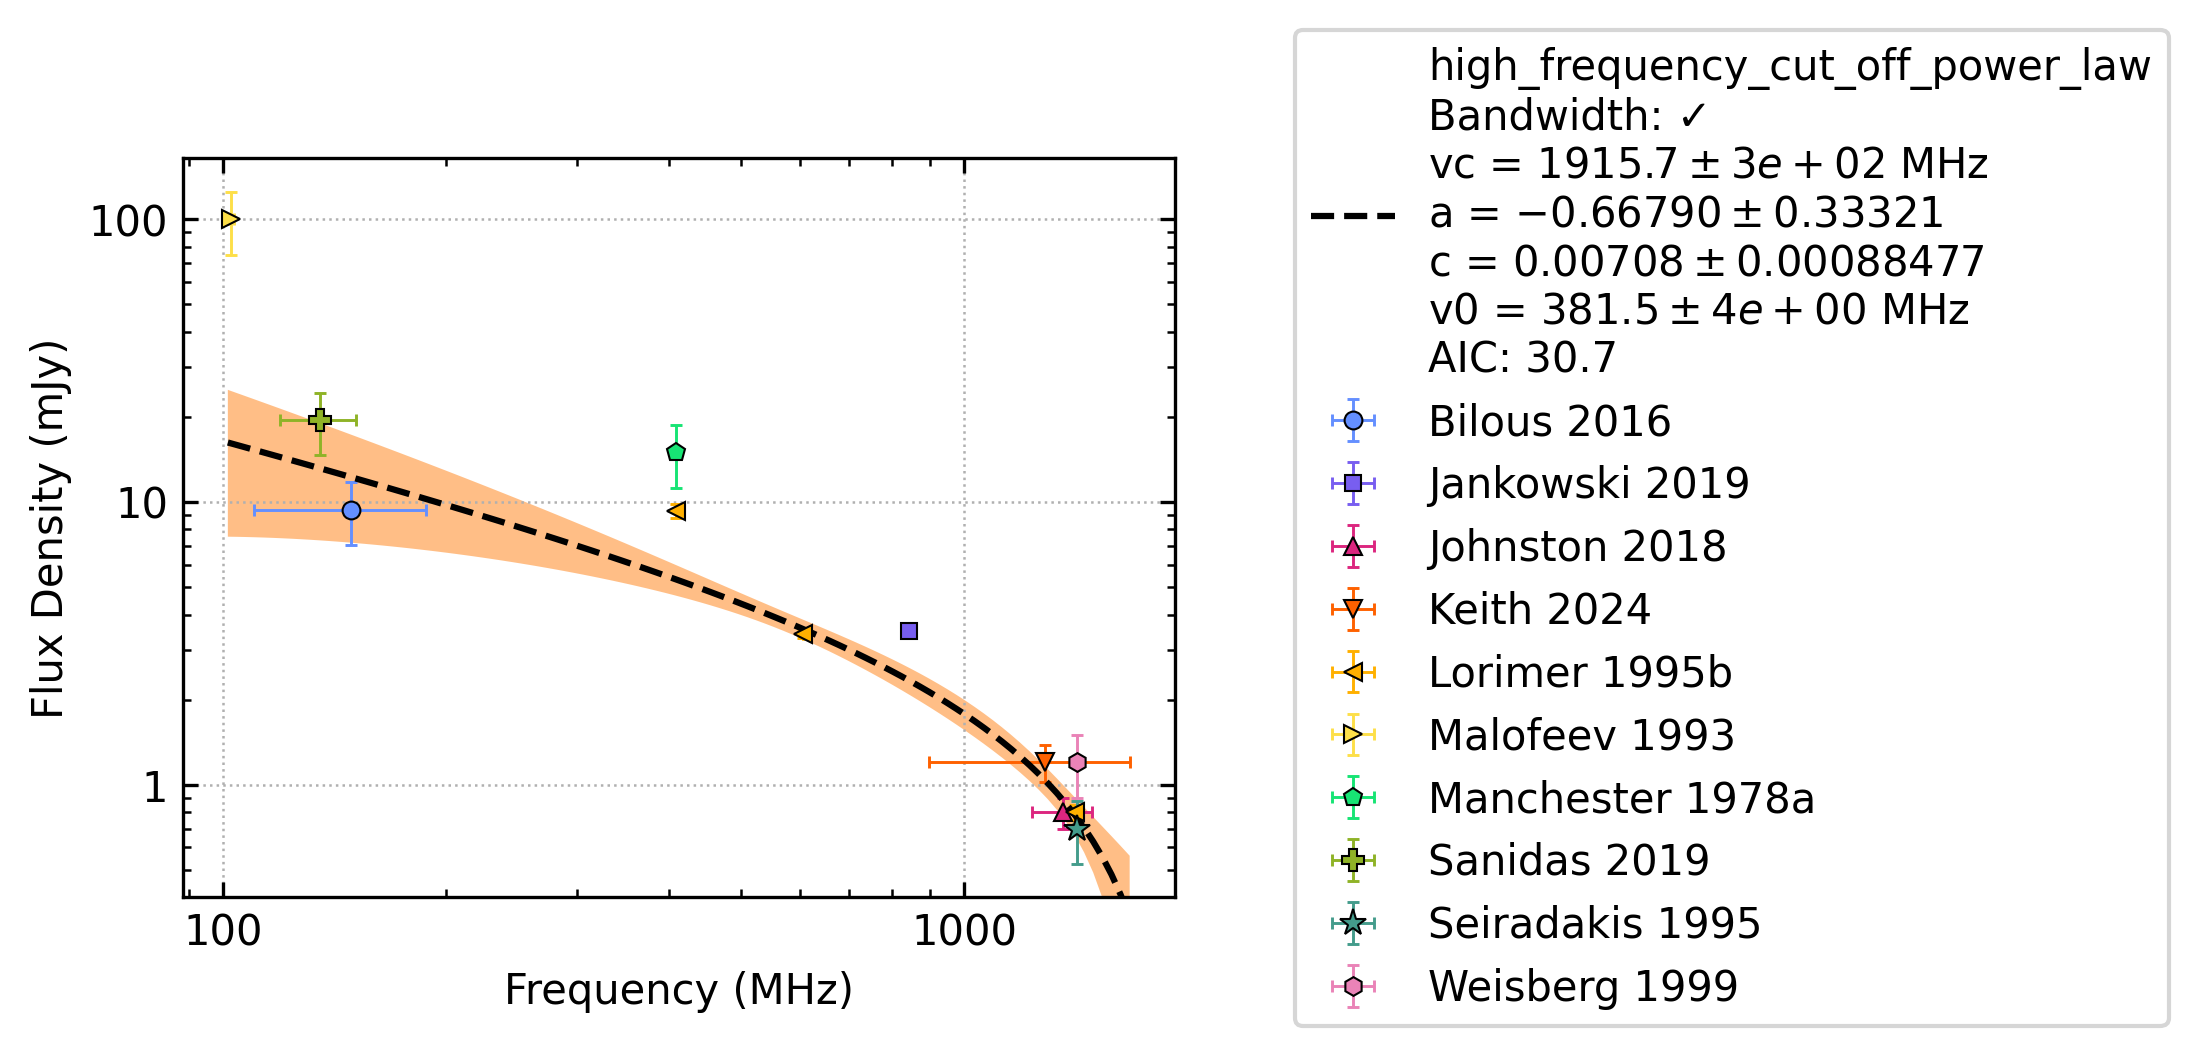 100
10
1
Flux Density (mJy)
100
1000
Frequency (MHz)
high_frequency_cut_off_power_law
Bandwidth: ✓
vc = 1915.7 ± 3e + 02 MHz
a = −0.66790 ± 0.33321
c = 0.00708 ± 0.00088477
v0 = 381.5 ± 4e + 00 MHz
AIC: 30.7
Bilous 2016
Jankowski 2019
Johnston 2018
Keith 2024
Lorimer 1995b
Malofeev 1993
Manchester 1978a
Sanidas 2019
Seiradakis 1995
Weisberg 1999